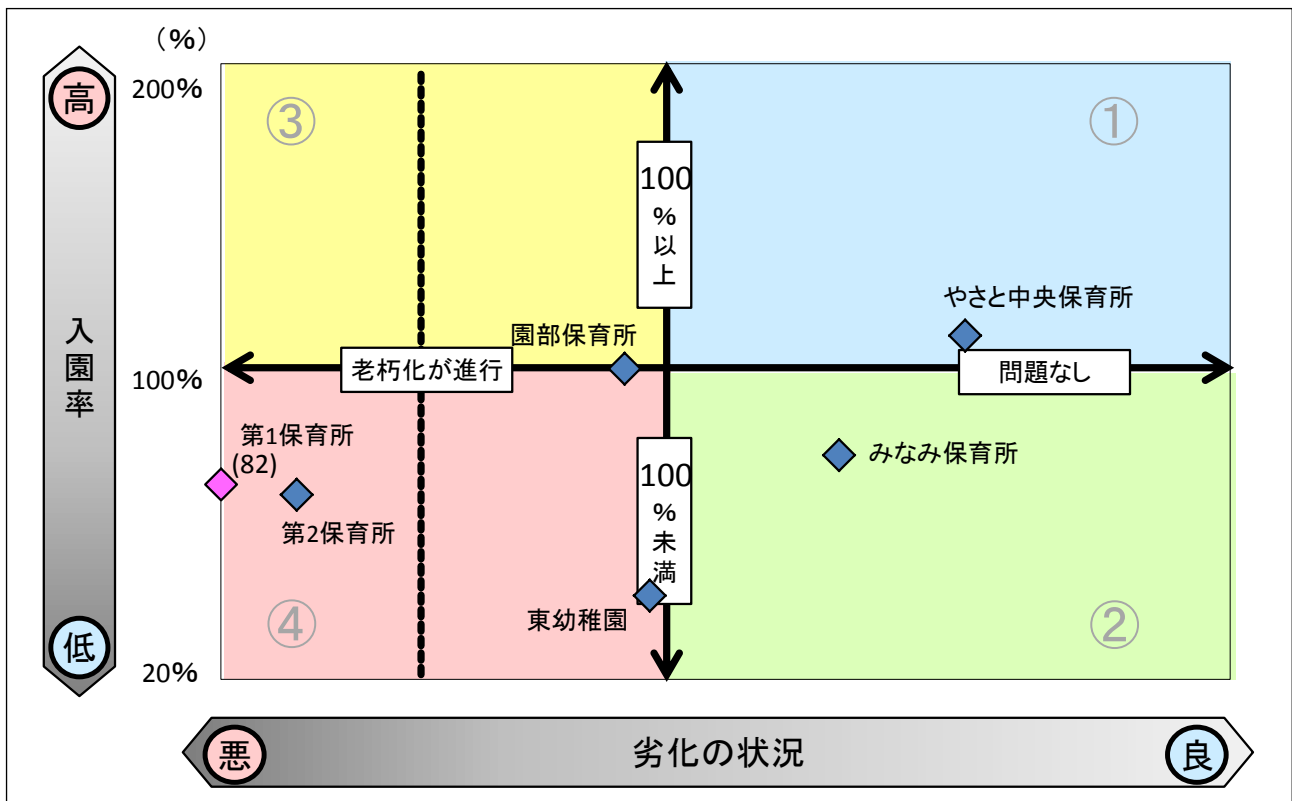 （%）
200%
高
③
①
100
%
以
上
やさと中央保育所
園部保育所
老朽化が進行
問題なし
100%
入
園
率
第1保育所
(82)
第2保育所
みなみ保育所
100
%
未
満
東幼稚園
④
②
低
20%
悪
劣化の状況
良